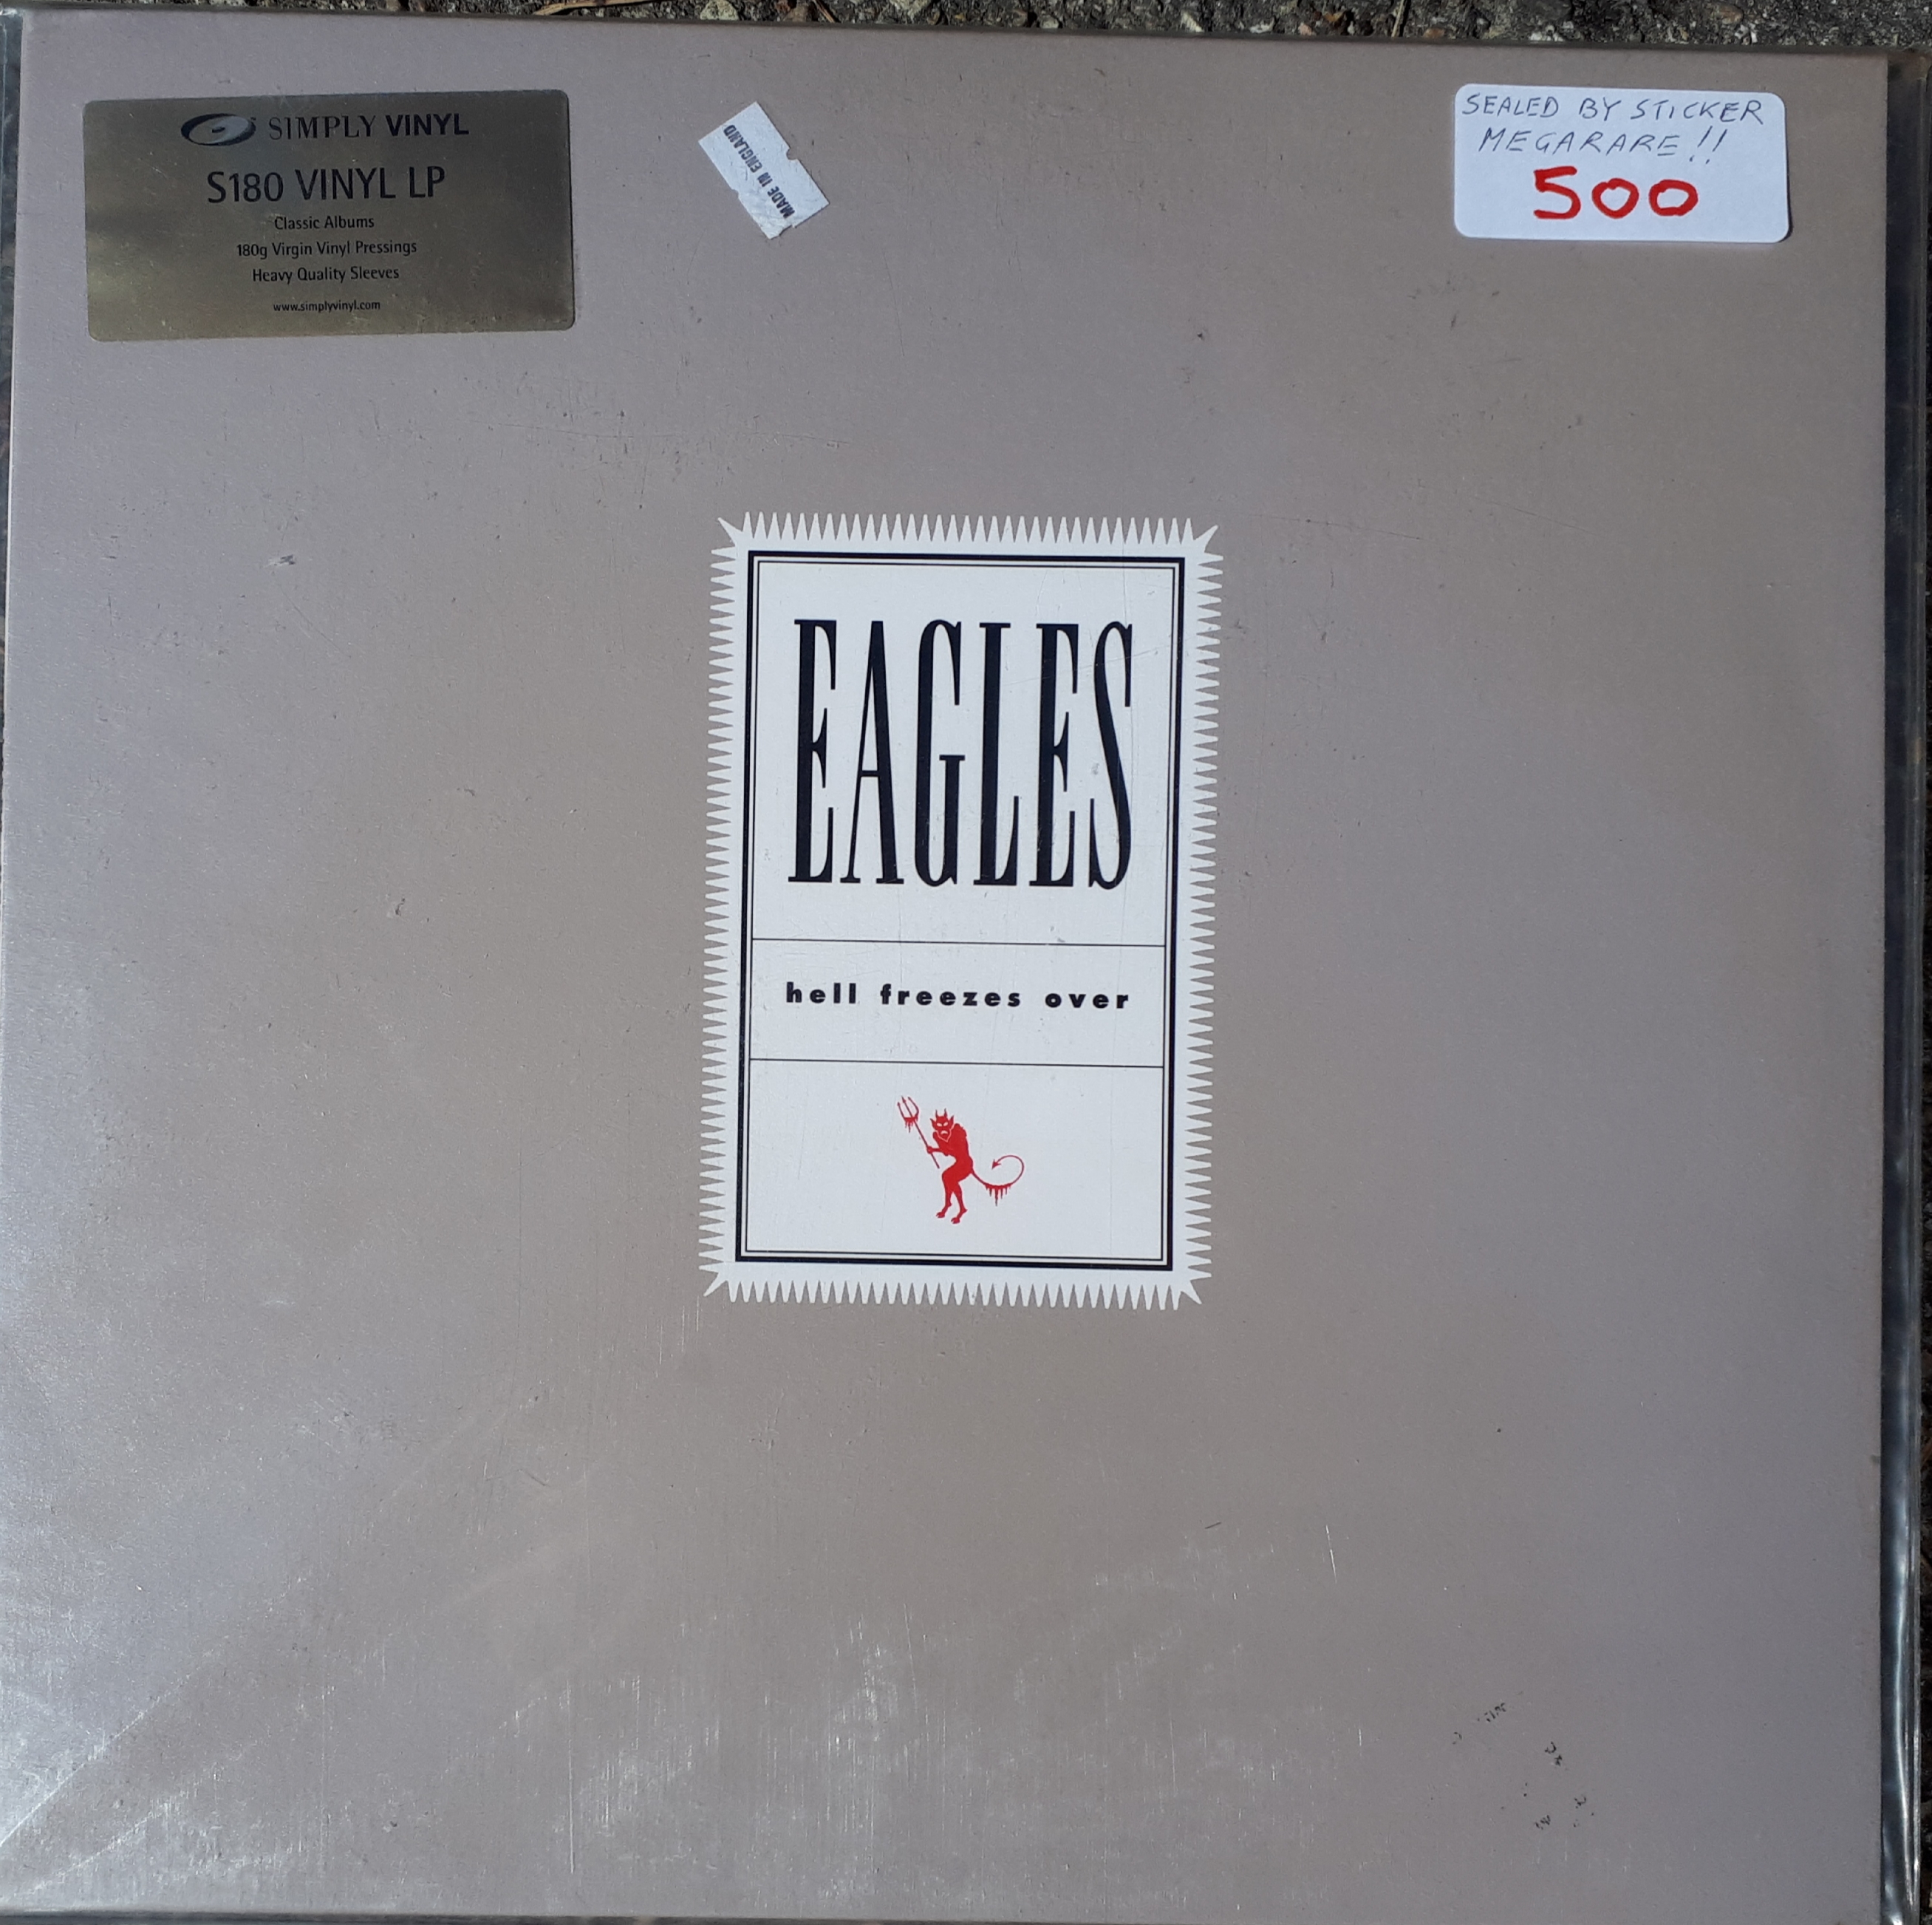 SIMPLY VINYL
S180 VINYL LP
Classic Albums
180g Virgin Vinyl Pressings
Heavy Quality Sleeves
www.simplyvinyl.com
MADE IN ENGLAND
SEALED BY STICKER
MEGARARE!!
500
EAGLES
hell freezes over